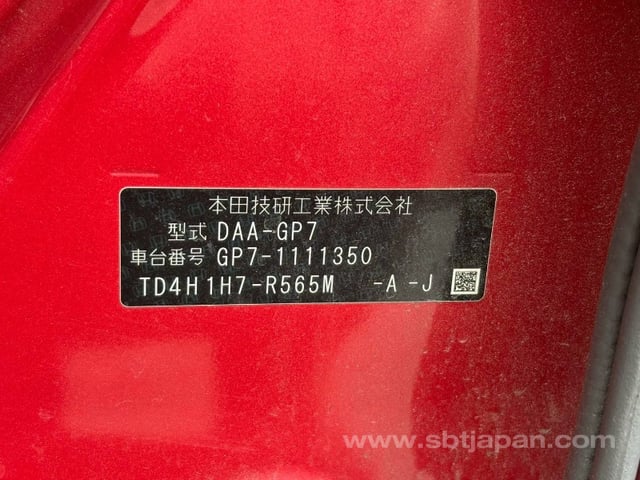 本田技研工業株式会社
型式 DAA-GP7
車台番号 GP7-1111350
TD4H1H7-R565M -A -J
www.sbtjapan.com